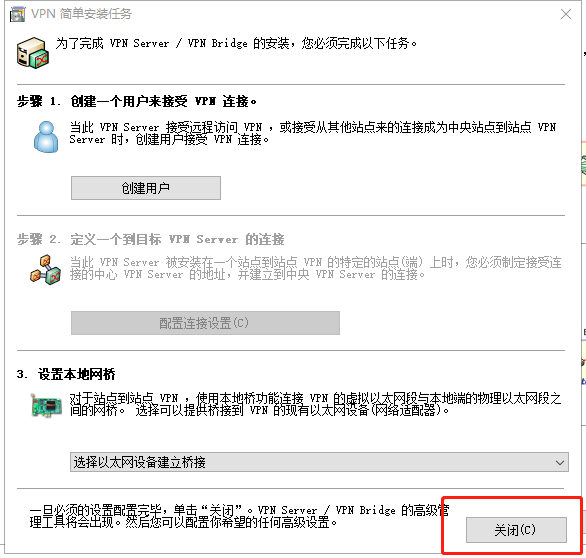 VPN 简单安装任务
为了完成 VPN Server / VPN Bridge 的安装，您必须完成以下任务。
步骤 1. 创建一个用户来接受 VPN 连接。
当此 VPN Server 接受远程访问 VPN ，或接受从其他站点来的连接成为中央站点到站点 VPN
Server 时，创建用户接受 VPN 连接。
创建用户
步骤 2. 定义一个到目标 VPN Server 的连接
当此 VPN Server 被安装在一个站点到站点 VPN 的特定的站点(端) 上时，您必须制定接受连
接的中心 VPN Server 的地址，并建立到中央 VPN Server 的连接。
配置连接设置(C)
3. 设置本地网桥
对于站点到站点 VPN ，使用本地桥功能连接 VPN 的虚拟以太网段与本地端的物理以太网段之
间的网桥。 选择可以提供桥接到 VPN 的现有以太网设备(网络适配器)。
选择以太网设备建立桥接
一旦必须的设置配置完毕，单击“关闭”。VPN Server / VPN Bridge 的高级管
理工具将会出现。然后您可以配置你希望的任何高级设置。
关闭(C)